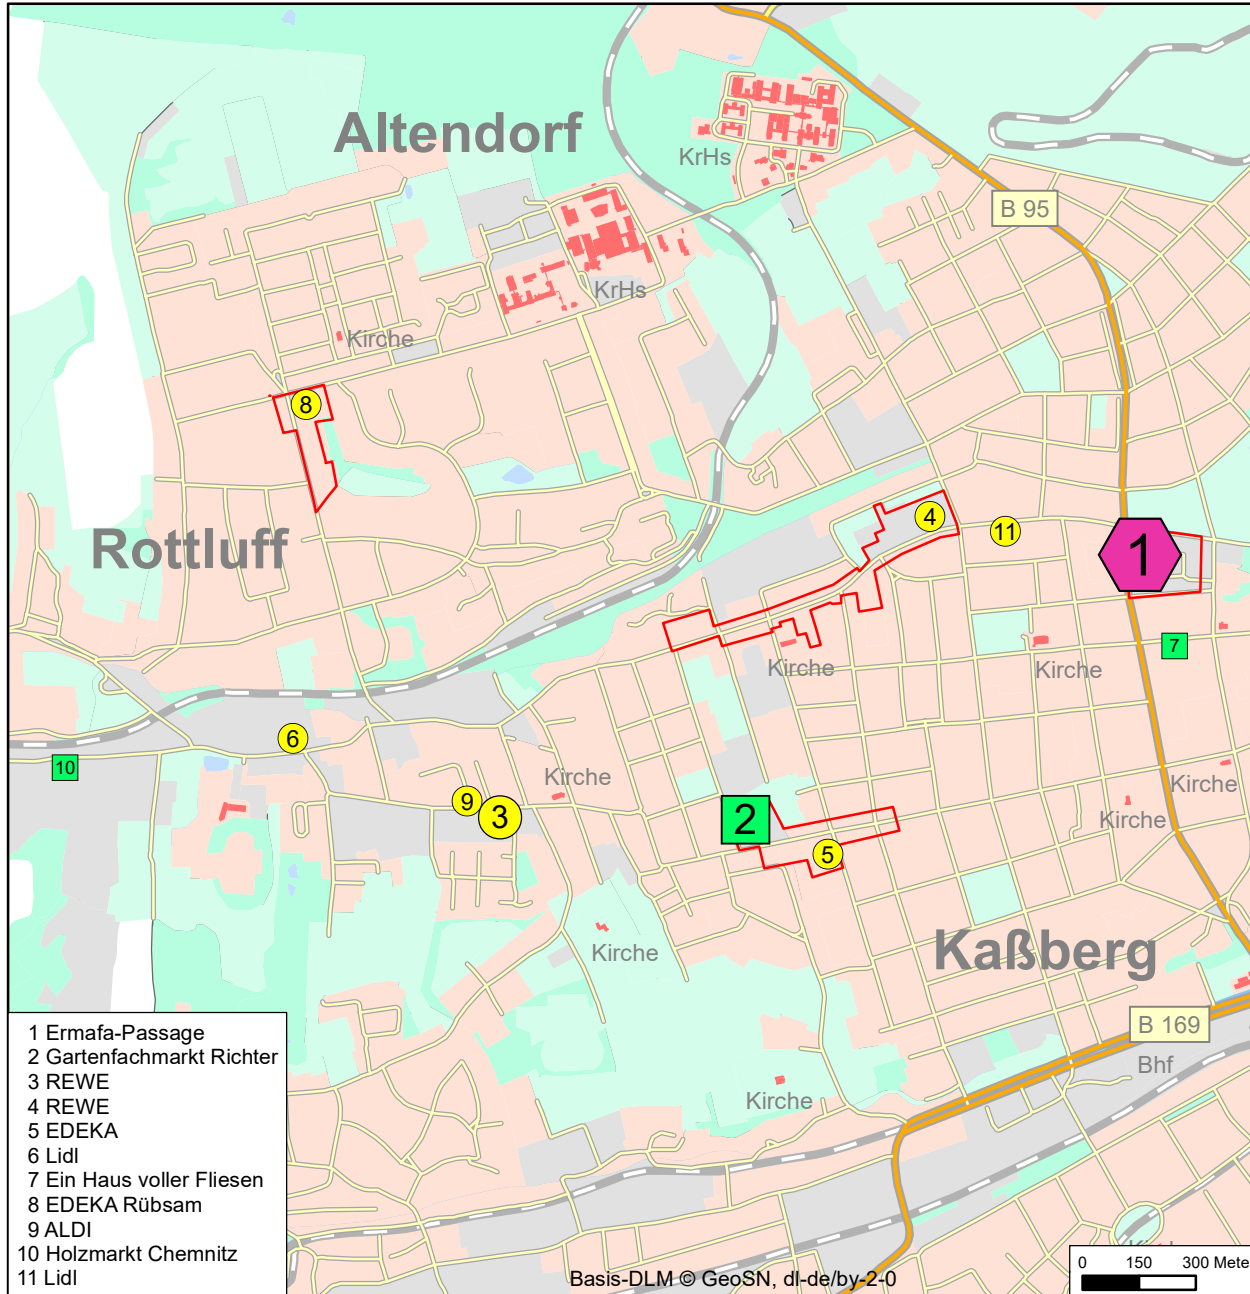 Altendorf
KrHs
B 95
KrHs
Kirche
8
4
11
Rottluff
1
7
Kirche
Kirche
6
10
Kirche
Kirche
9
3
2
Kirche
5
Kirche
Kaßberg
B 169
Bhf
Kirche
1 Ermafa-Passage
2 Gartenfachmarkt Richter
3 REWE
4 REWE
5 EDEKA
6 Lidl
7 Ein Haus voller Fliesen
8 EDEKA Rübsam
9 ALDI
10 Holzmarkt Chemnitz
11 Lidl
0 150 300 Mete
Basis-DLM © GeoSN, dl-de/by-2-0